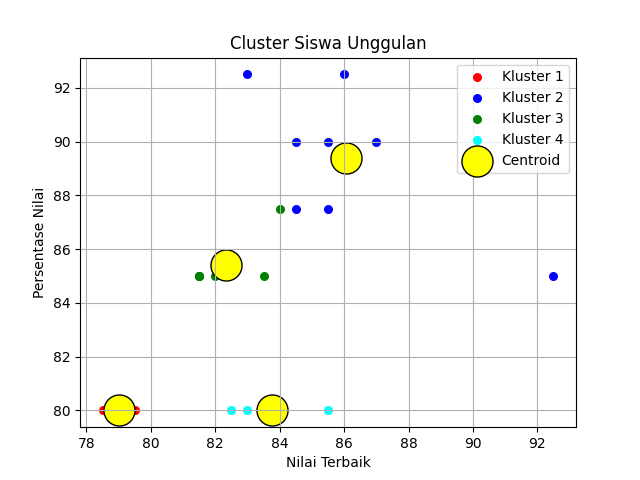 Cluster Siswa Unggulan
Kluster 1
Kluster 2
Kluster 3
Kluster 4
Centroid
Persentase Nilai
92
90
88
86
84
82
80
78 80 82 84 86 88 90 92
Nilai Terbaik